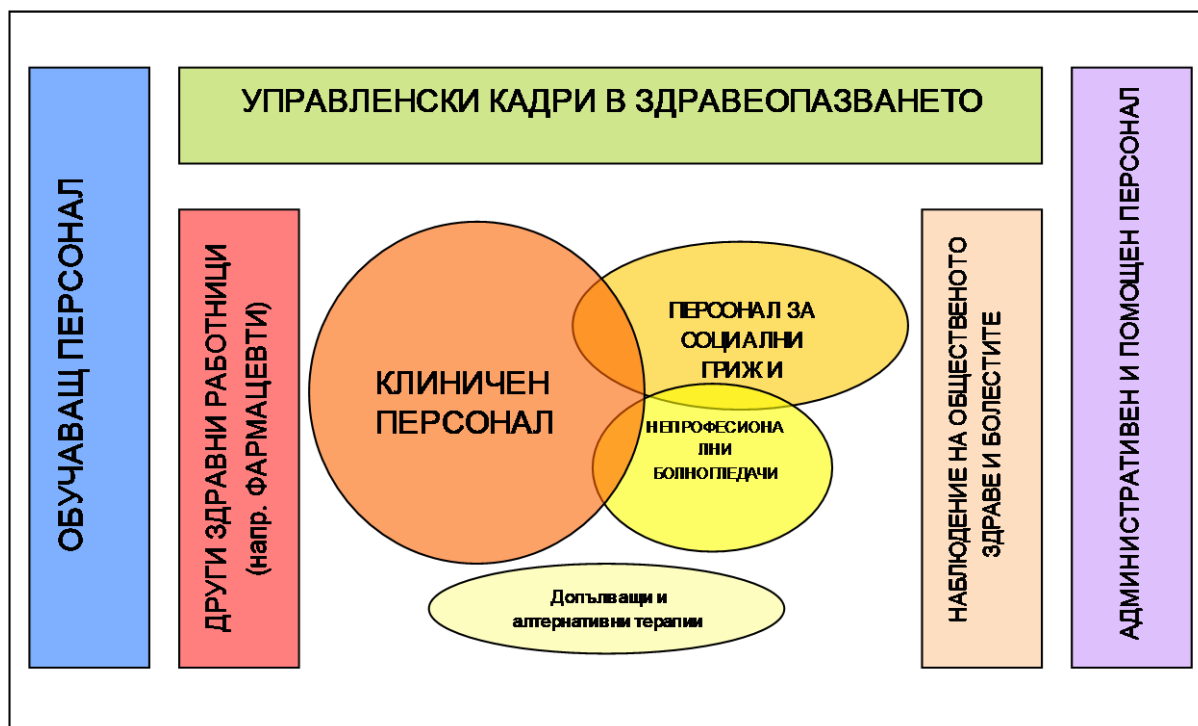 УПРАВЛЕНСКИ КАДРИ В ЗДРАВЕОПАЗВАНЕТО
ОБУЧАВАЩ ПЕРСОНАЛ
ДРУГИ ЗДРАВНИ РАБОТНИЦИ
(напр. ФАРМАЦЕВТИ)
КЛИНИЧЕН
ПЕРСОНАЛ
ПЕРСОНАЛ ЗА
СОЦИАЛНИ
ГРИЖИ
НЕПРОФЕСИОНА
ЛНИ
БОЛНОГЛЕДАЧИ
Допълващи и
алтернативни терапии
НАБЛЮДЕНИЕ НА ОБЩЕСТВЕНОТО
ЗДРАВЕ И БОЛЕСТИТЕ
АДМИНИСТРАТИВЕН И ПОМОЩЕН ПЕРСОНАЛ